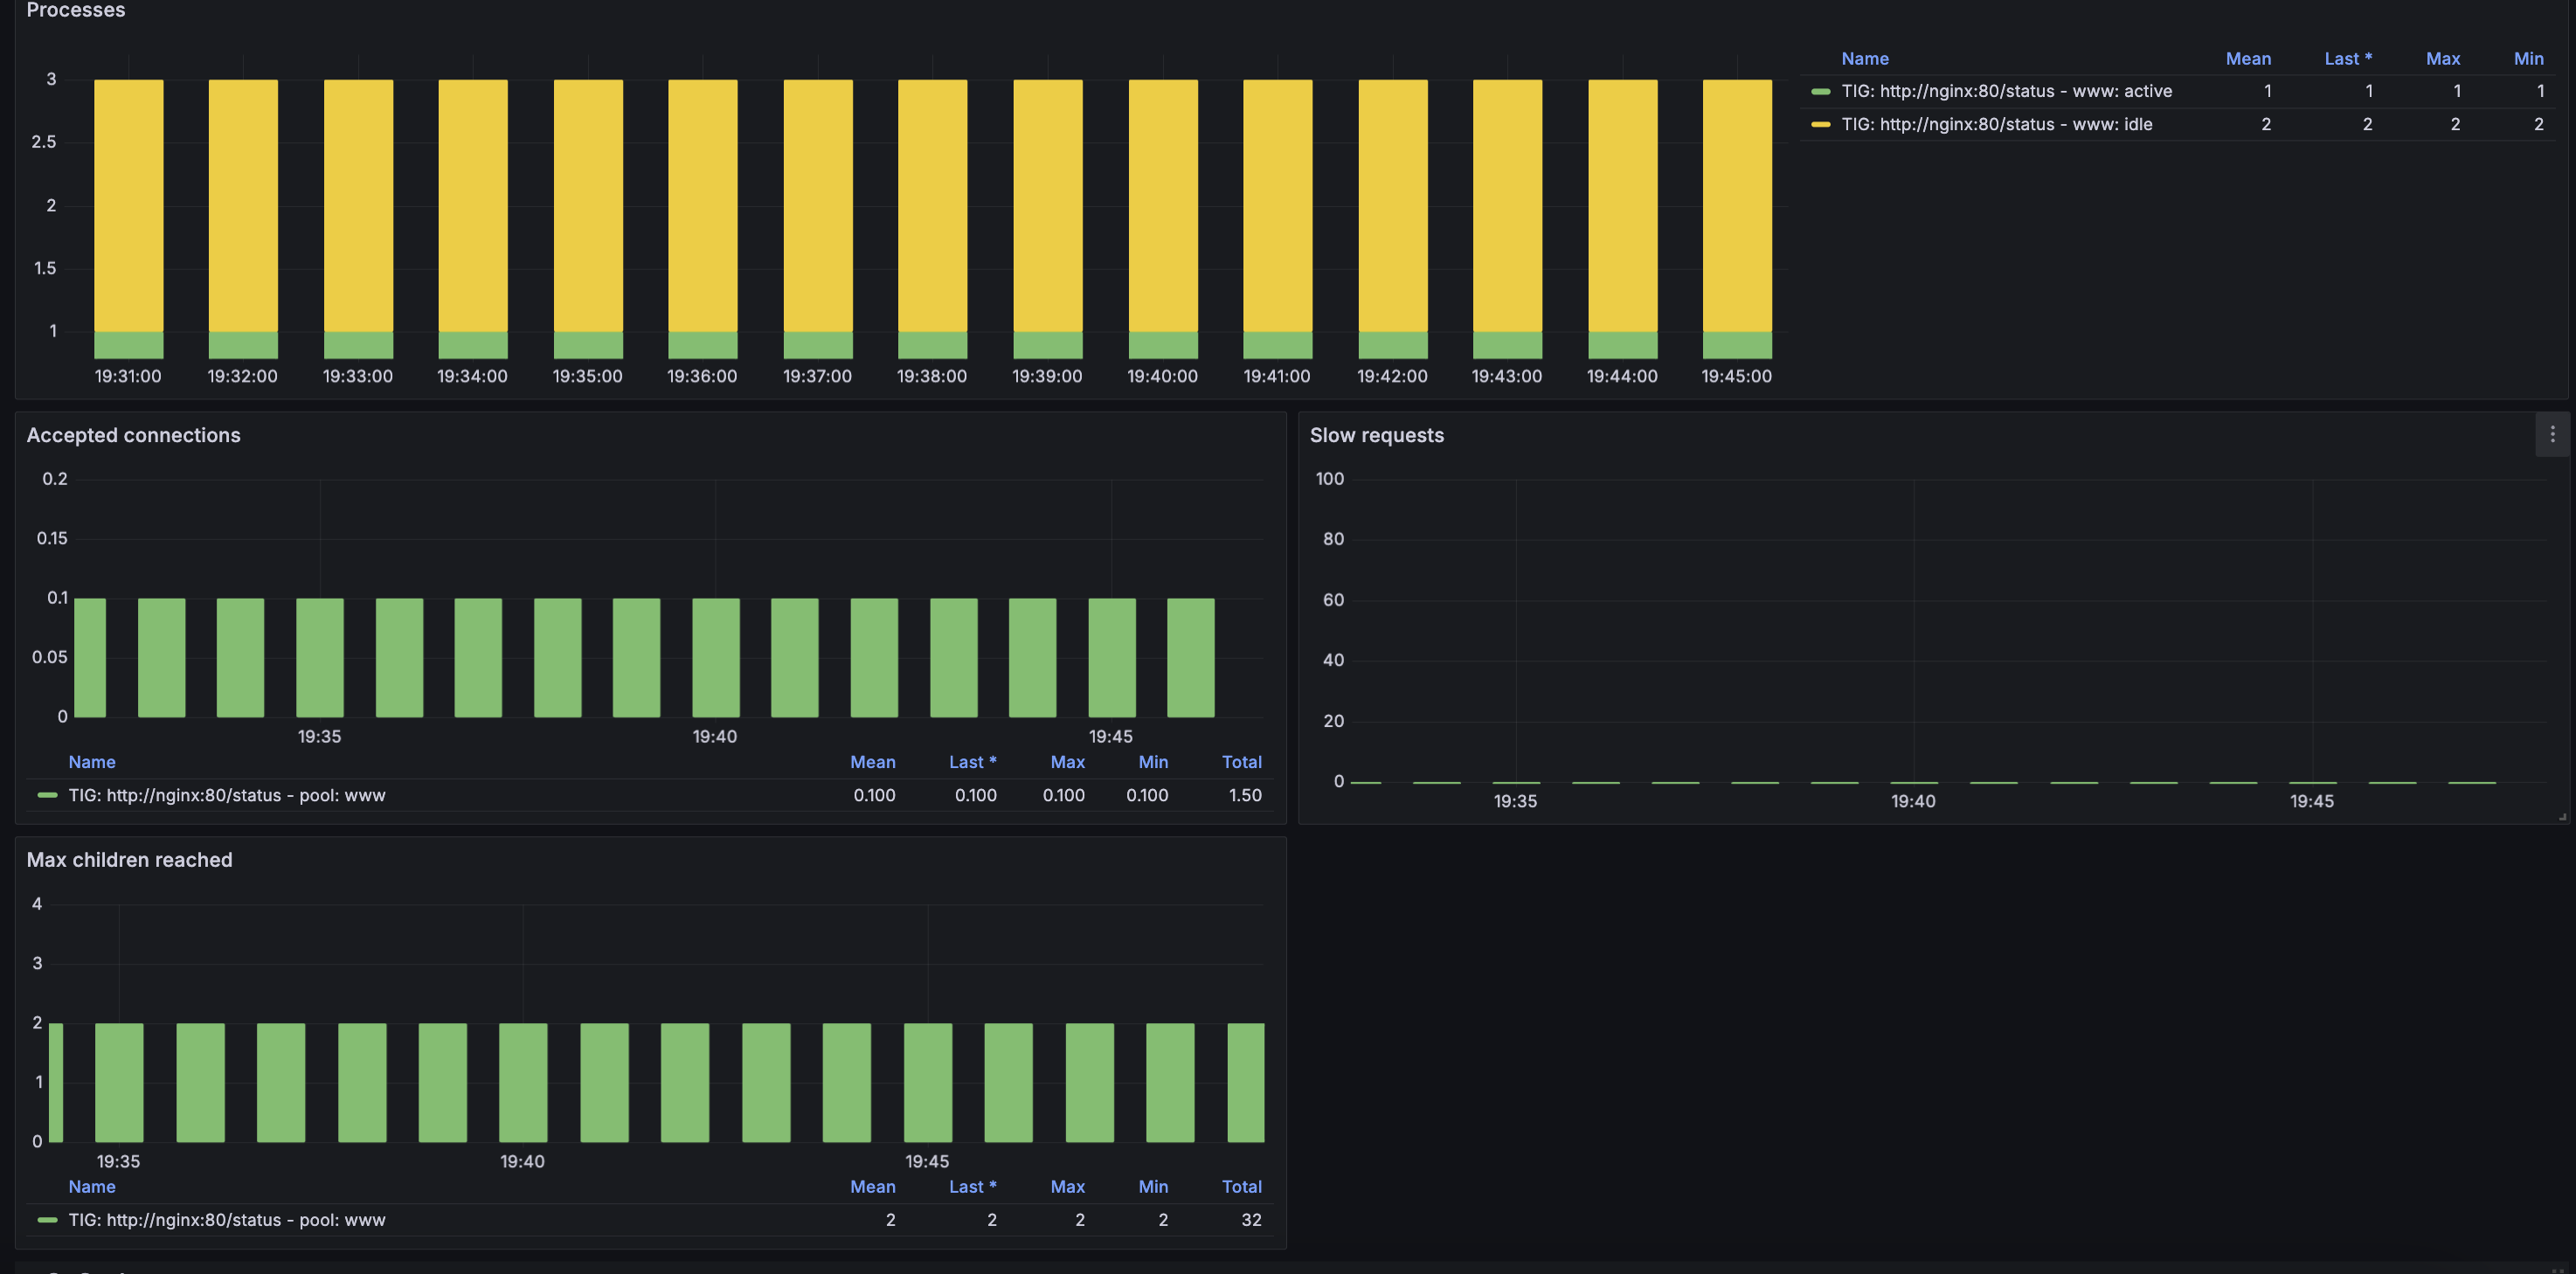 Processes
3
2.5
2
1.5
1
19:31:00 19:32:00 19:33:00 19:34:00 19:35:00 19:36:00 19:37:00 19:38:00 19:39:00 19:40:00 19:41:00 19:42:00 19:43:00 19:44:00 19:45:00
Name Mean Last * Max Min
TIG: http://nginx:80/status - www: active 1 1 1 1
TIG: http://nginx:80/status - www: idle 2 2 2 2
Accepted connections
0.2
0.15
0.1
0.05
0
19:35 19:40 19:45
Name Mean Last * Max Min Total
TIG: http://nginx:80/status - pool: www 0.100 0.100 0.100 0.100 1.50
Slow requests
100
80
60
40
20
0
19:35 19:40 19:45
Max children reached
4
3
2
1
0
19:35 19:40 19:45
Name Mean Last * Max Min Total
TIG: http://nginx:80/status - pool: www 2 2 2 2 32